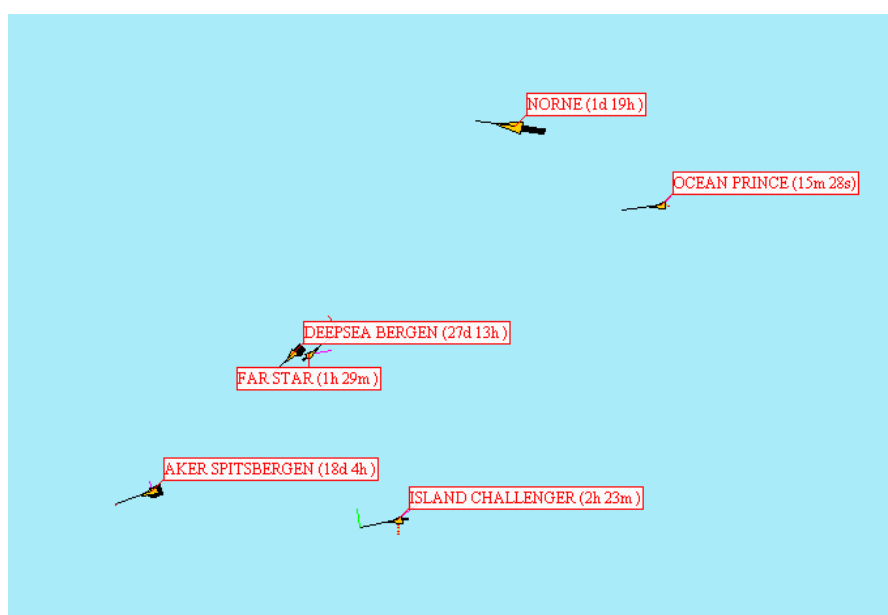 NORNE (1d 19h )
OCEAN PRINCE (15m 28s)
DEEPSEA BERGEN (27d 13h )
FAR STAR (1h 29m )
AKER SPITSBERGEN (18d 4h )
ISLAND CHALLENGER (2h 23m )